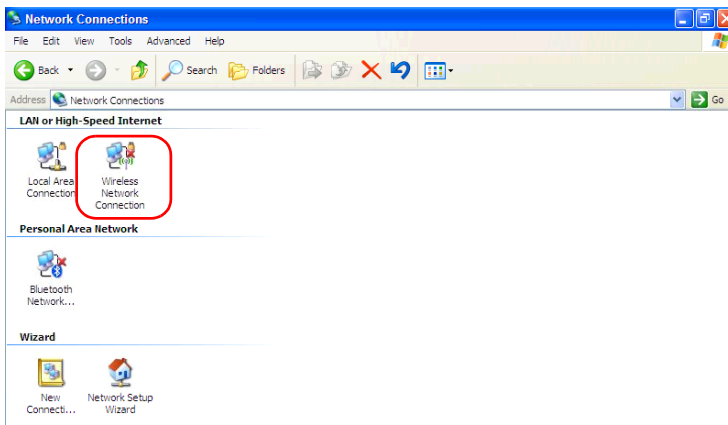 Network Connections
File Edit View Tools Advanced Help
Back Search Folders
Address Network Connections Go
LAN or High-Speed Internet
Local Area Wireless
Connection Network
Connection
Personal Area Network
Bluetooth
Network...
Wizard
New Network Setup
Connecti... Wizard